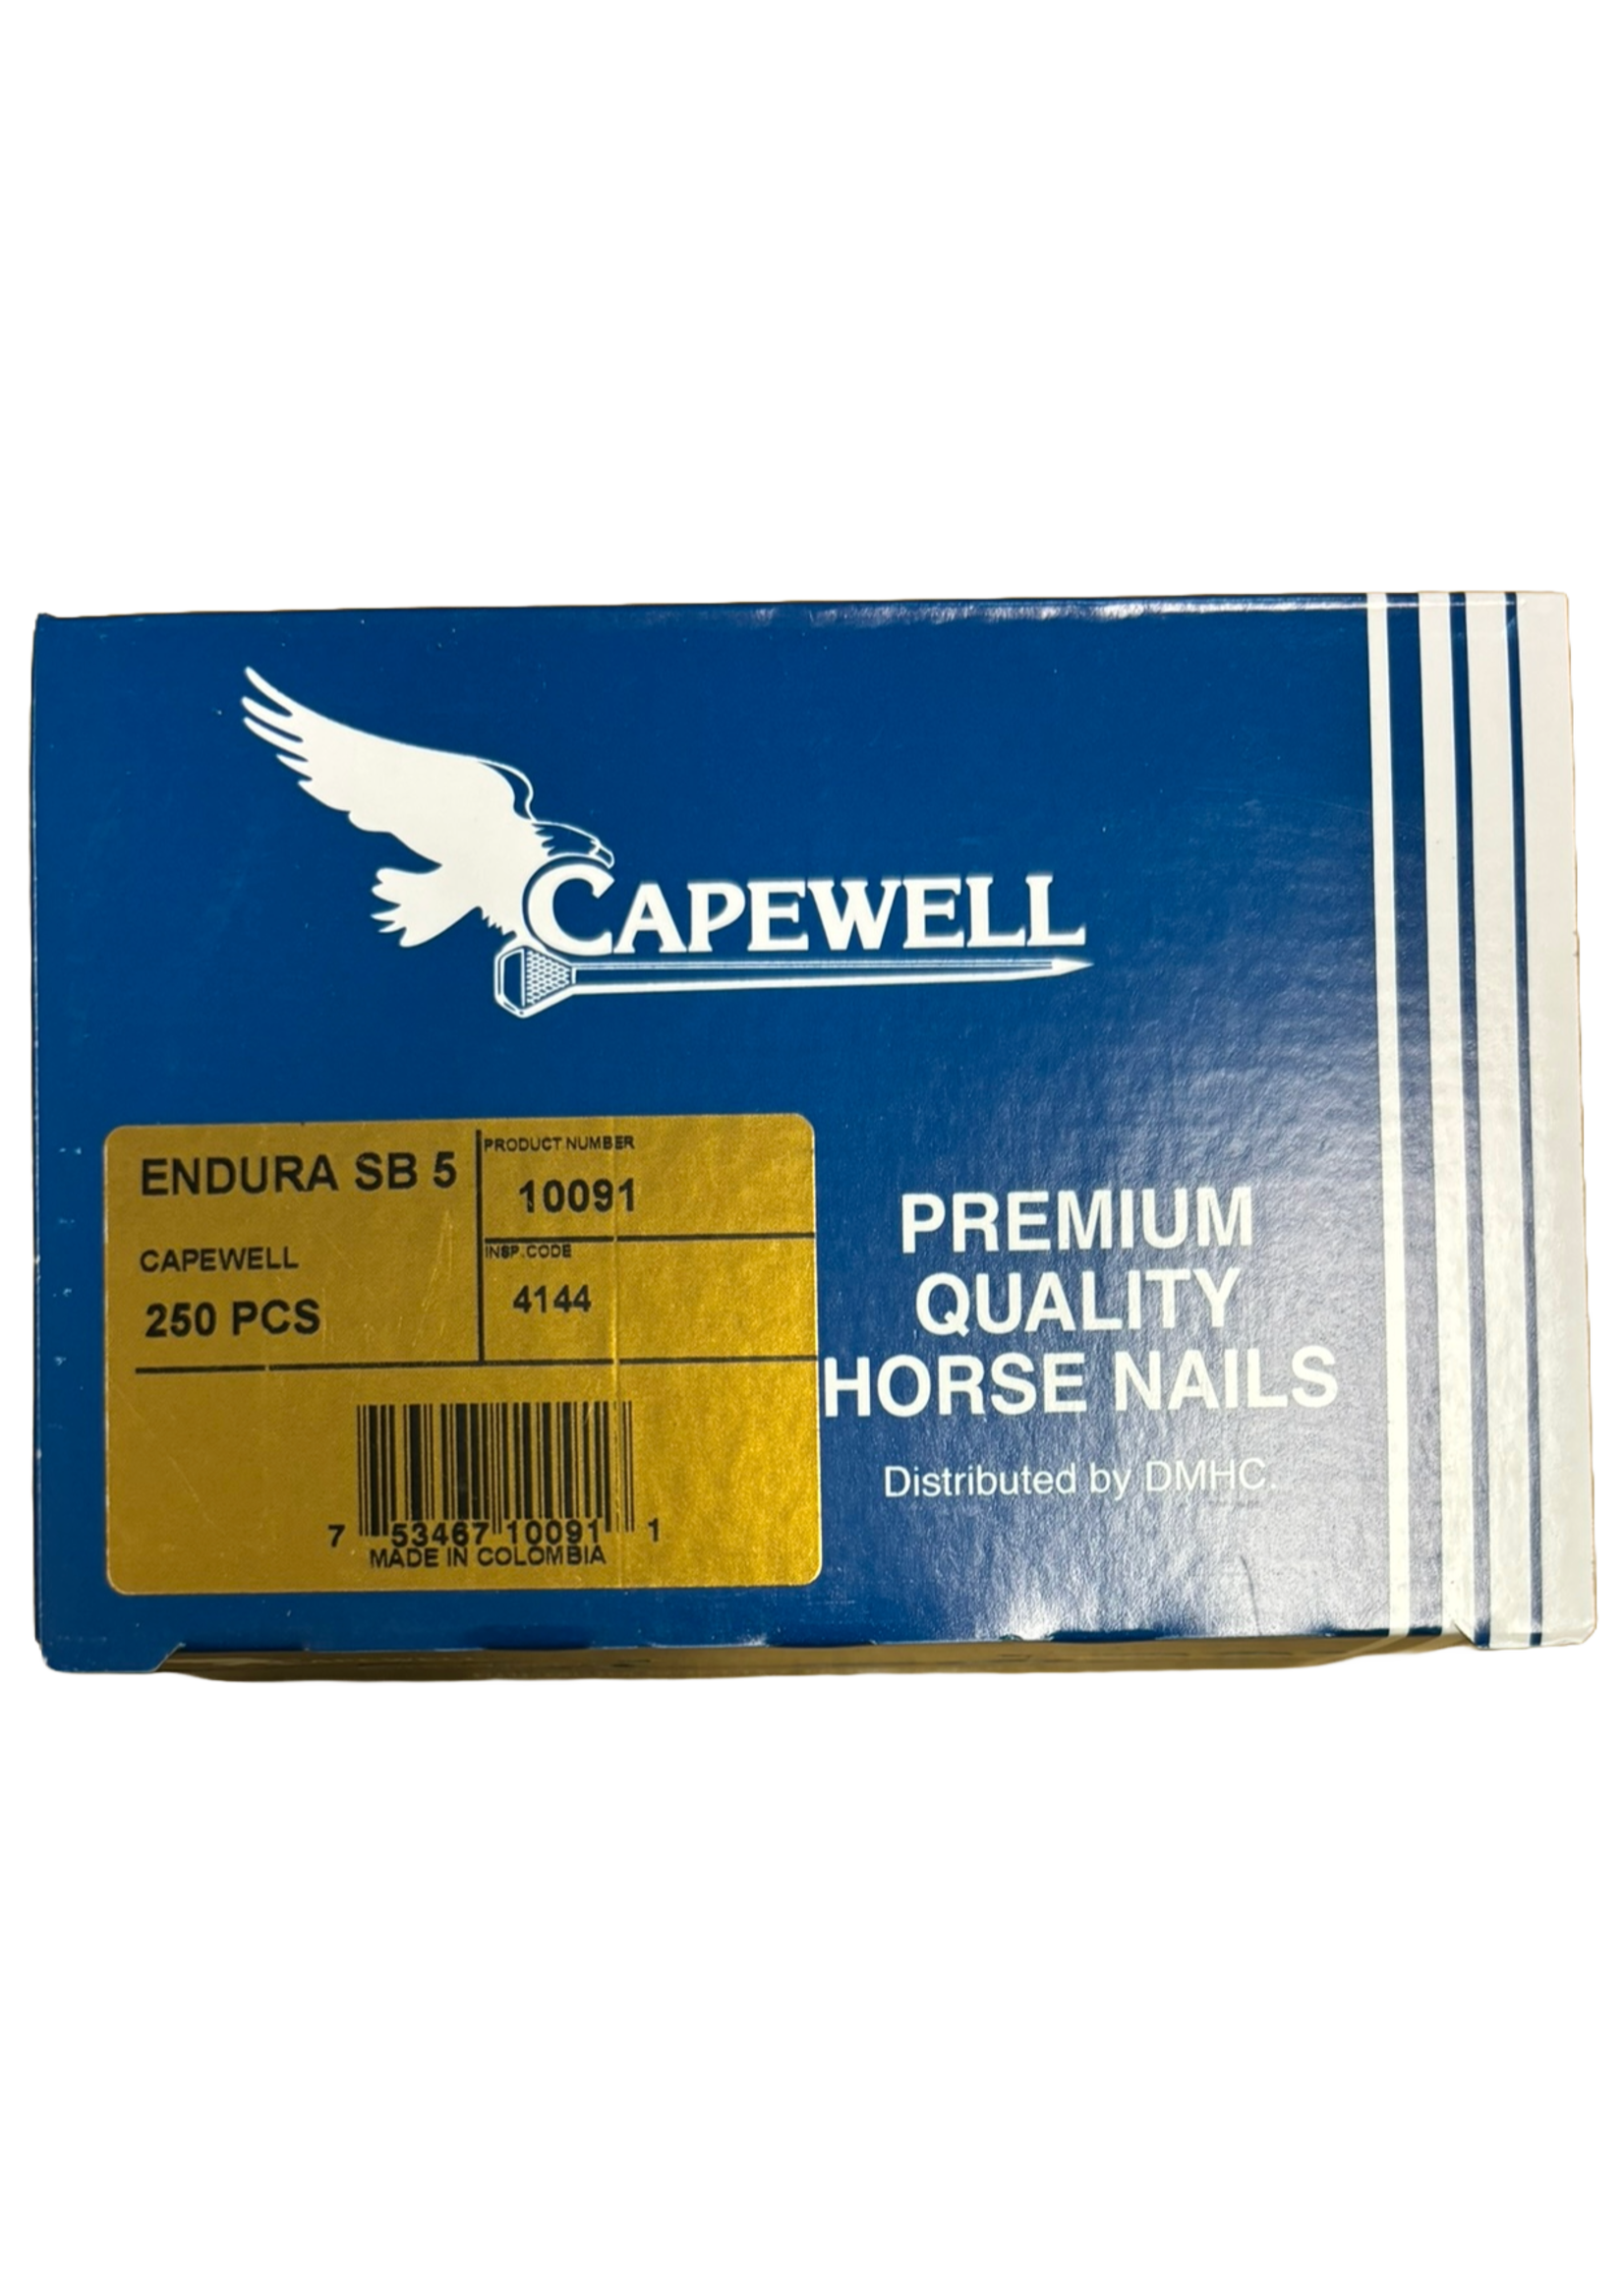 CAPEWELL
ENDURA SB 5
CAPEWELL
250 PCS
PRODUCT NUMBER
10091
INSP.CODE
4144
7 53467 10091 1
MADE IN COLOMBIA
PREMIUM
QUALITY
HORSE NAILS
Distributed by DMHC.